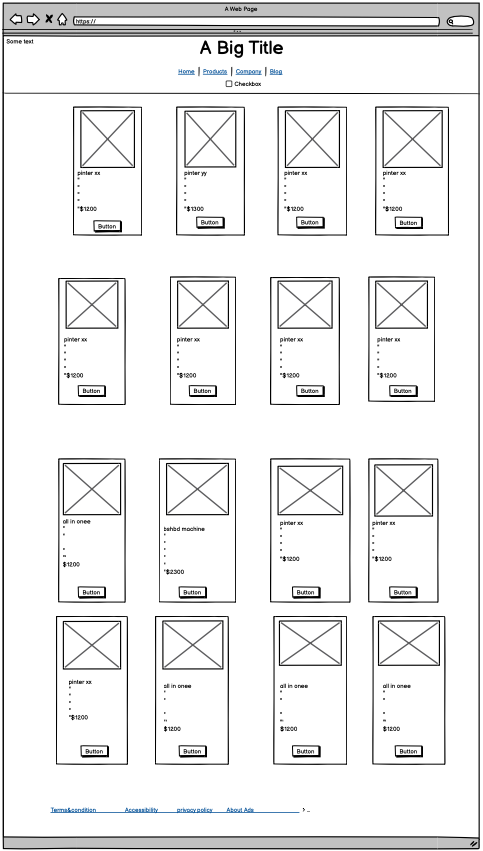 A Web Page
https://
Some text
A Big Title
Home | Products | Company | Blog
Checkbox
pinter xx
*$1200
Button
pinter yy
*$1300
Button
pinter xx
*$1200
Button
pinter xx
*$1200
Button
pinter xx
*$1200
Button
pinter xx
*$1200
Button
pinter xx
*$1200
Button
pinter xx
*$1200
Button
all in onee
$1200
Button
bshbd machine
*$2300
Button
pinter xx
*$1200
Button
pinter xx
*$1200
Button
pinter xx
*$1200
Button
all in onee
$1200
Button
all in onee
$1200
Button
all in onee
$1200
Button
Terms&condition Accessibility privacy policy About Ads